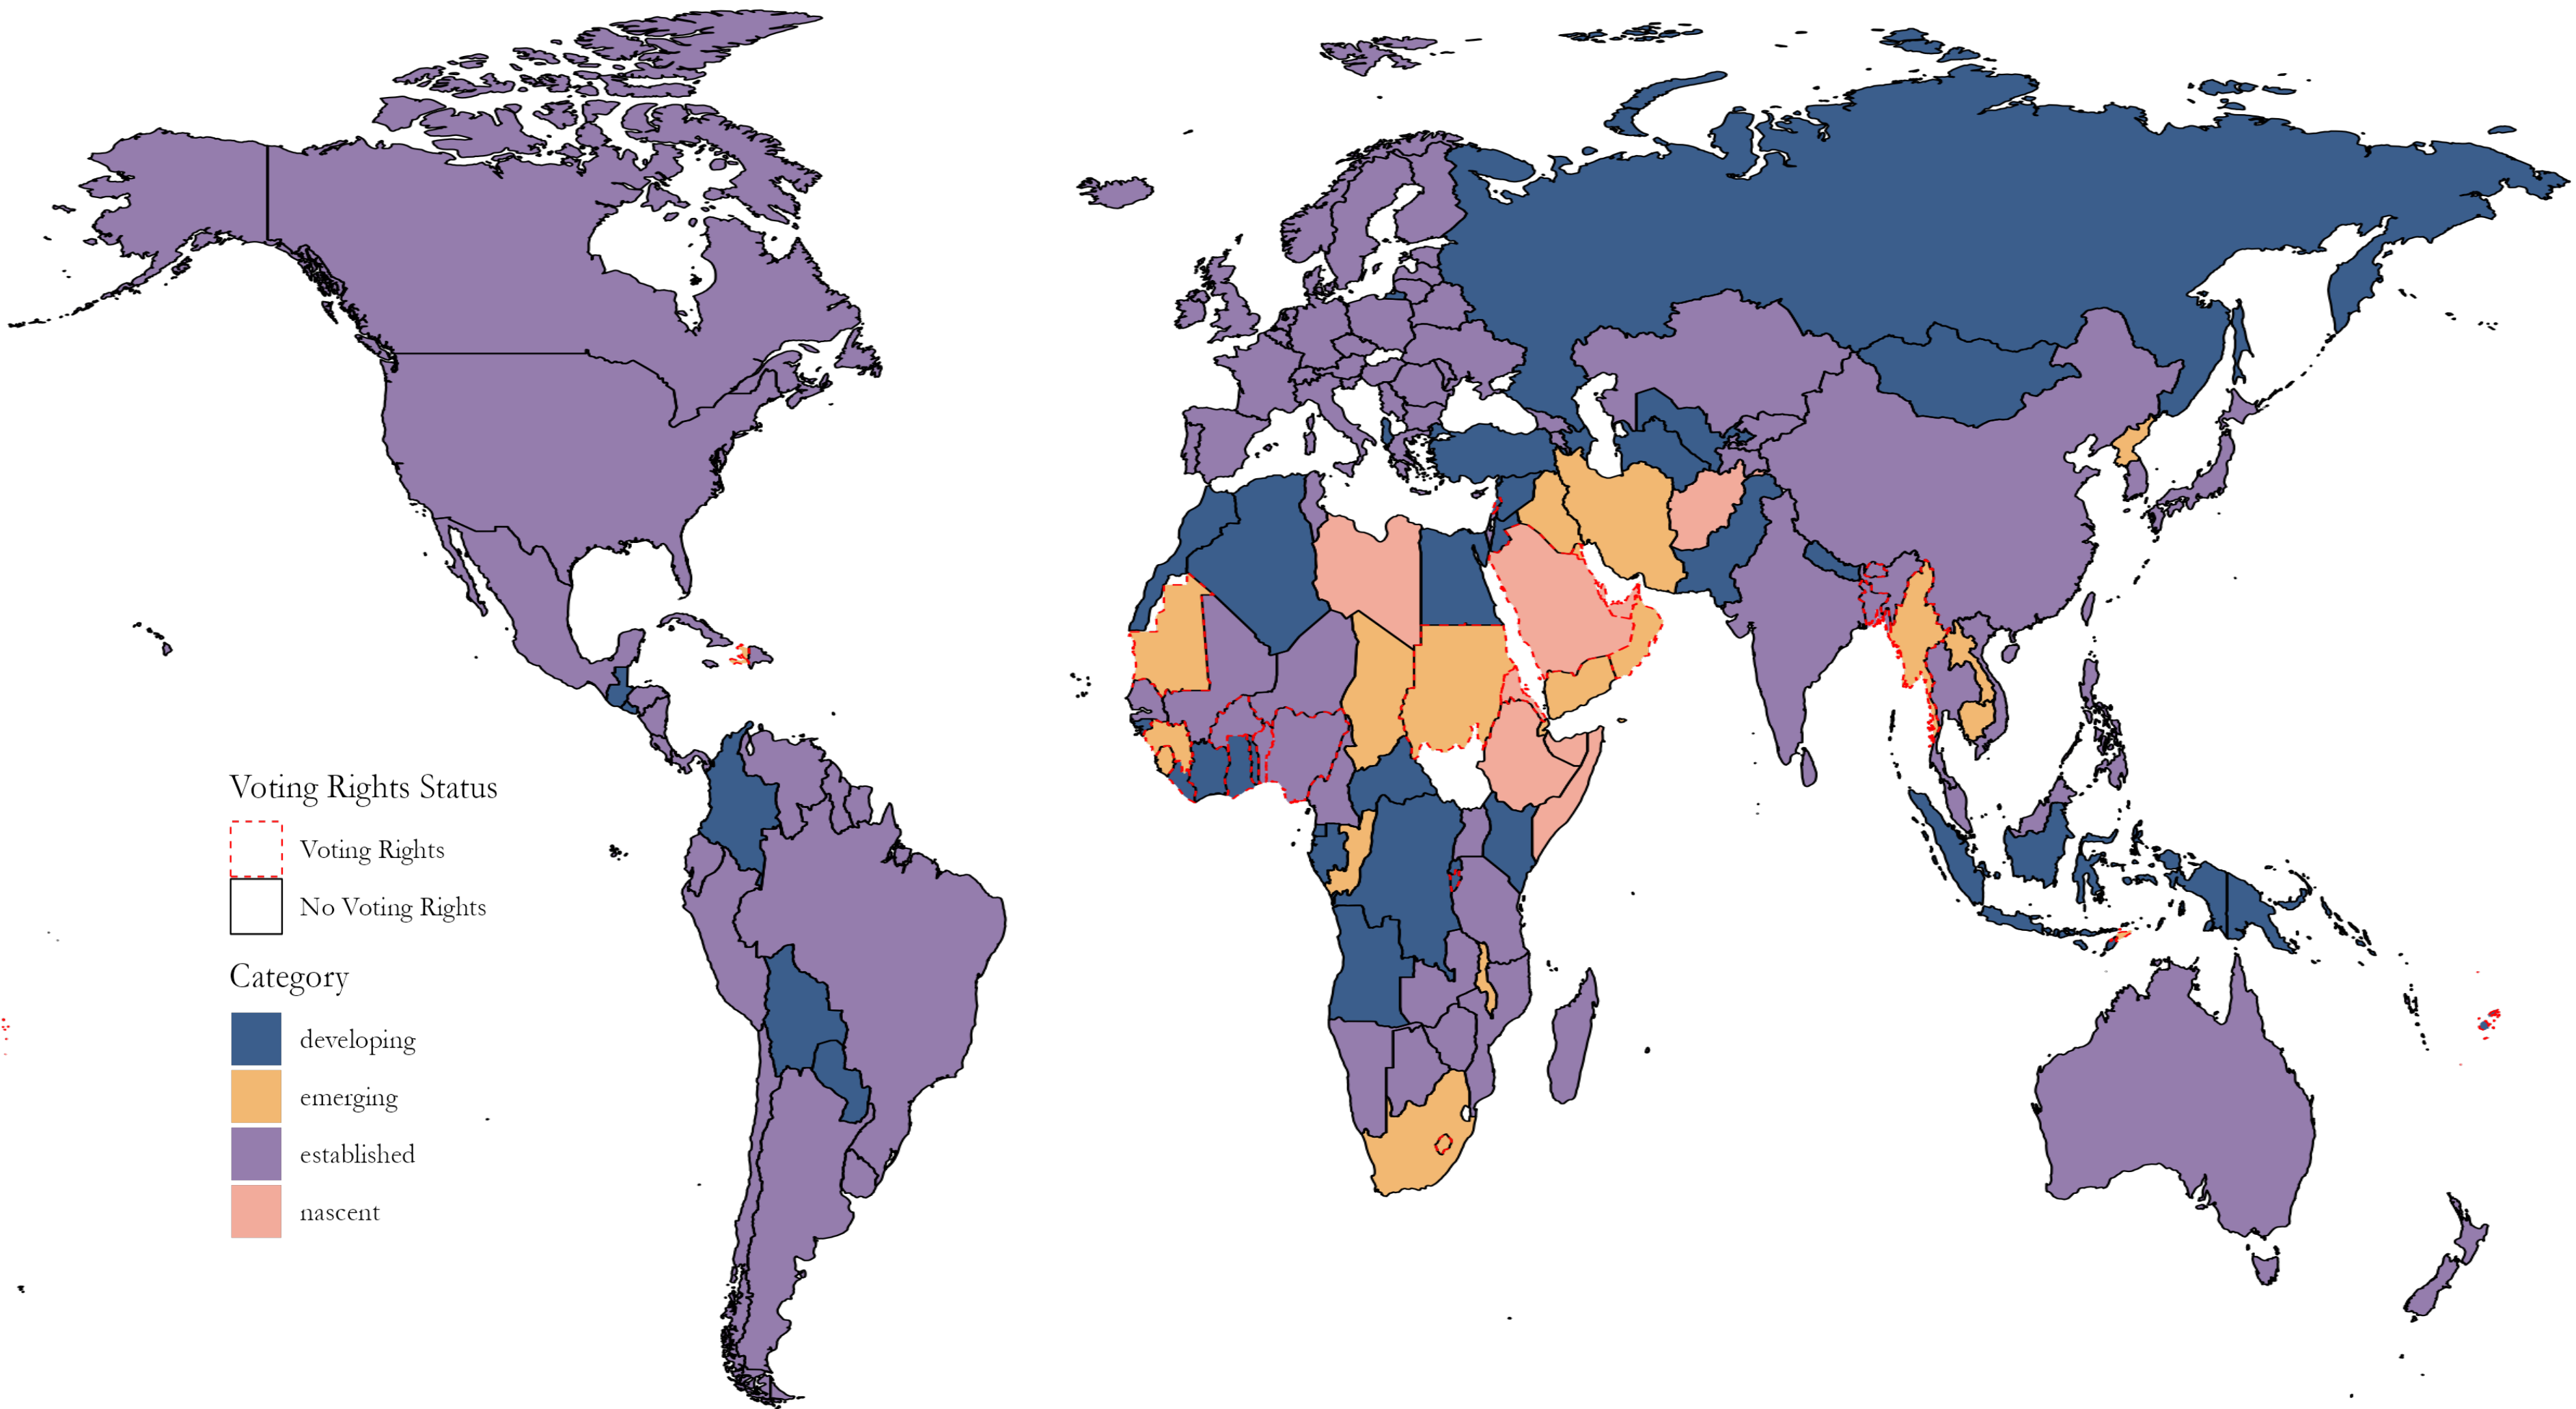 Voting Rights Status
Voting Rights
No Voting Rights
Category
developing
emerging
established
nascent